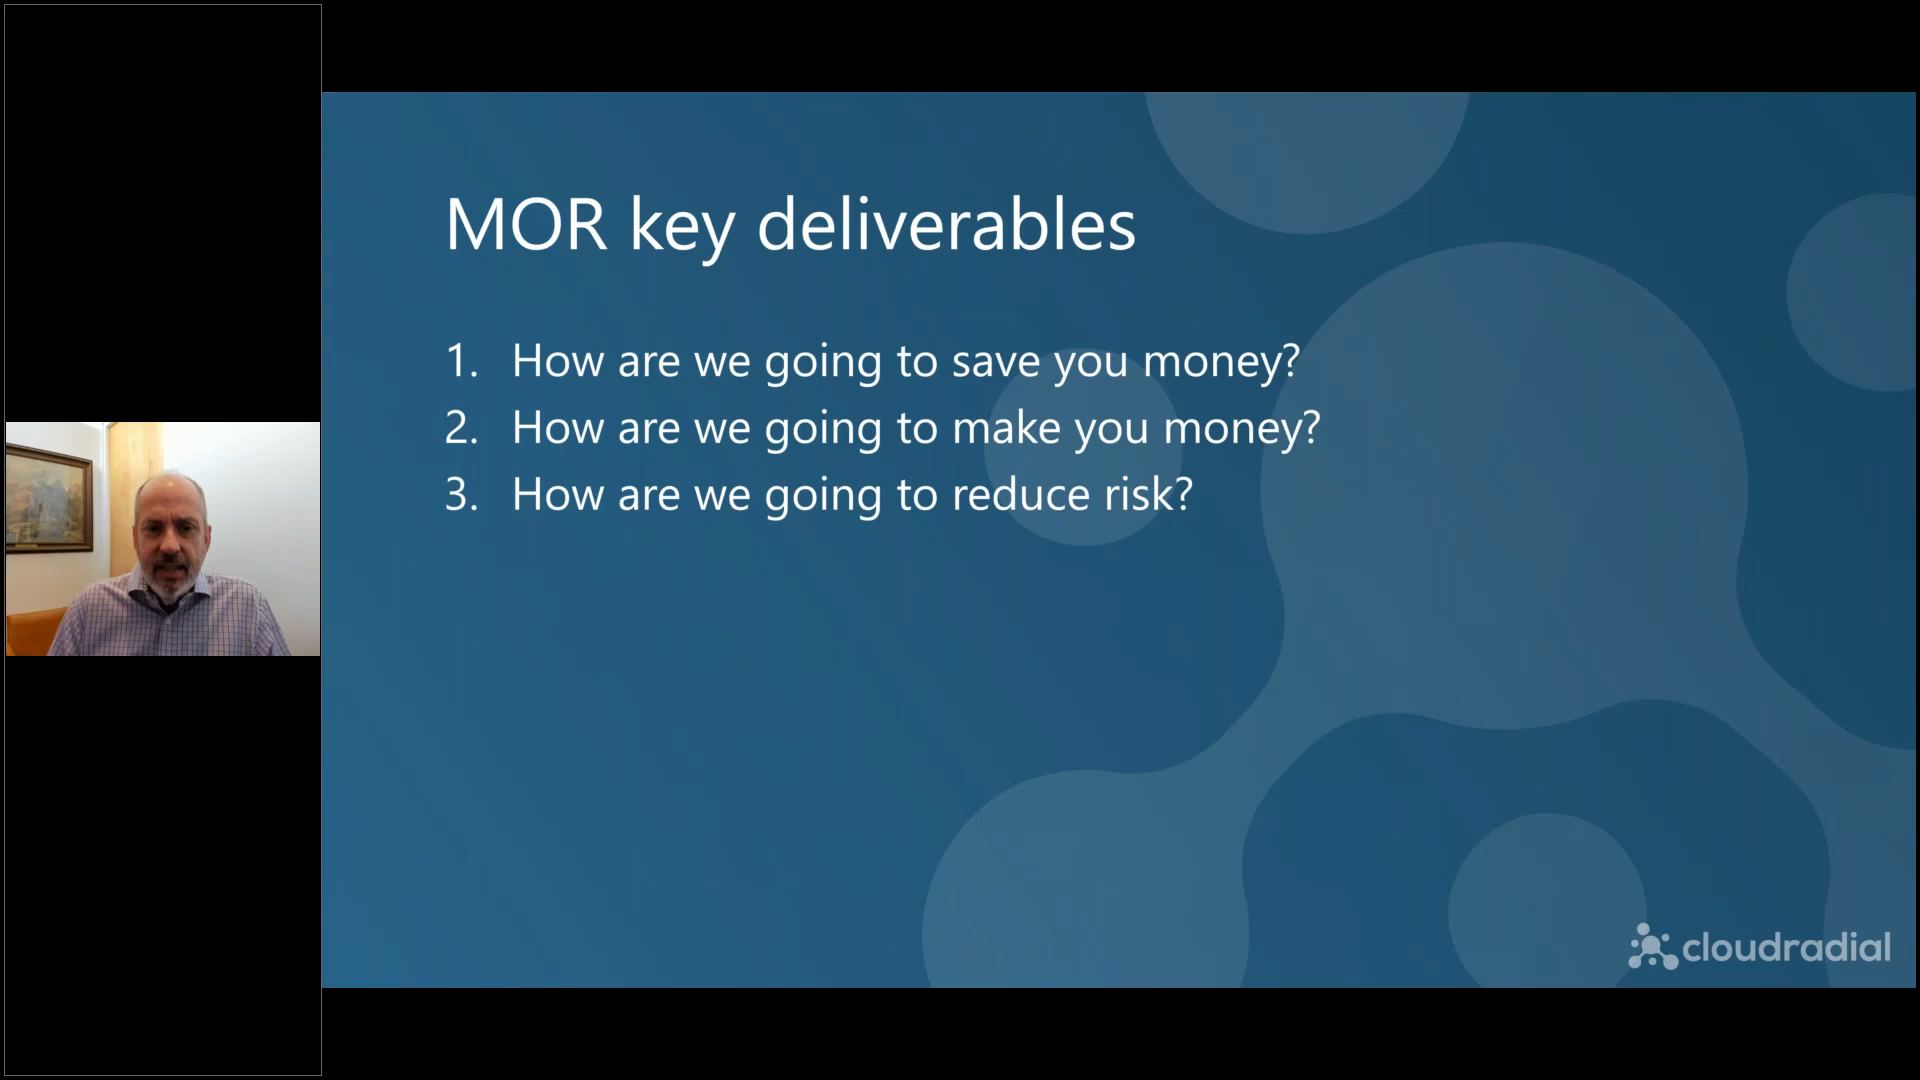 MOR key deliverables
1. How are we going to save you money?
2. How are we going to make you money?
3. How are we going to reduce risk?
cloudradial